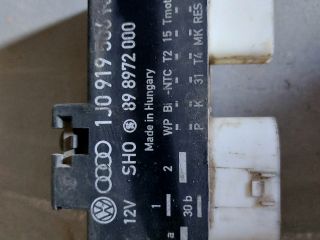 1J0 919
12V SHO 89 8972 000
Made in Hungary
WP Bi -NTC T2 15 Tmot
P K 31 T4 MK RES
1 2
a 30 b